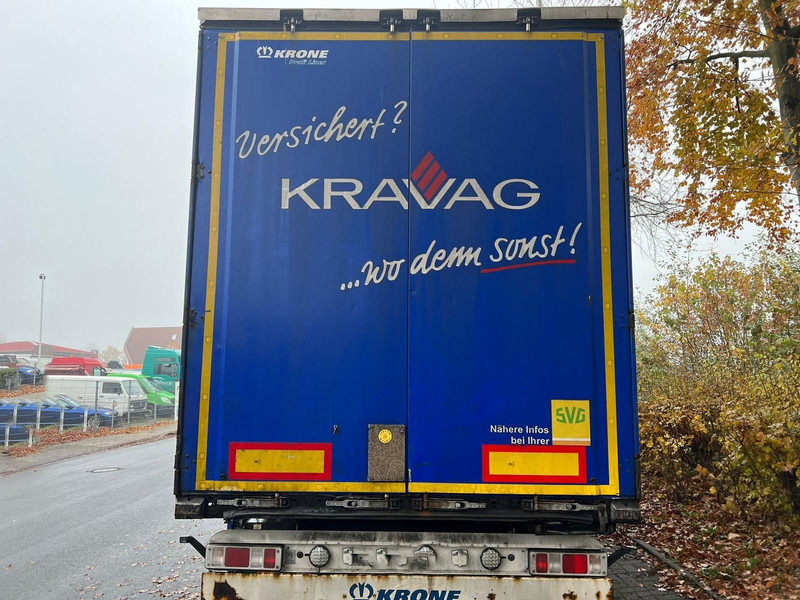 KRONE
Profi Liner
Versichert?
KRAVAG
...wo denn sonst!
SVG
Nähere Infos
bei Ihrer
KRONE